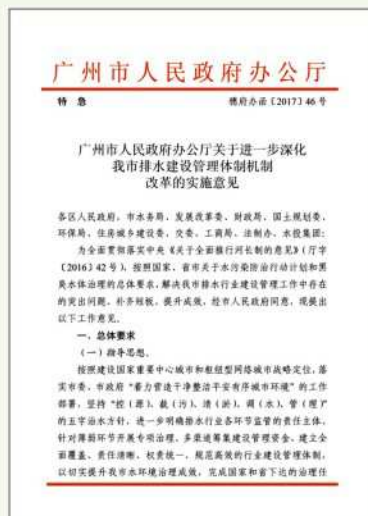 广州市人民政府办公厅
特 急 穗府办函〔2017〕46号
广州市人民政府办公厅关于进一步深化
我市排水建设管理体制机制
改革的实施意见
各区人民政府，市水务局、发展改革委、财政局、国土规划委、
环保局、住房城乡建设委、交委、工商局、法制办、水投集团：
为全面贯彻落实中央《关于全面推行河长制的意见》（厅字
〔2016〕42号），按照国家、省市关于水污染防治行动计划和黑
臭水体治理的总体要求，解决我市排水行业建设管理工作中存在
的突出问题，补齐短板，提升成效，经市人民政府同意，现提出
以下工作意见。
一、总体要求
（一）指导思想。
按照建设国家重要中心城市和枢纽型网络城市战略定位，落
实市委、市政府“着力营造干净整洁平安有序城市环境”的工作
部署，坚持“控（源）、截（污）、清（淤）、调（水）、管（理）”
的五字治水方针，进一步明确排水行业各环节监管的责任主体，
针对薄弱环节开展专项治理，多渠道筹集建设管理资金，建立全
面覆盖、责任清晰、权责统一、规范高效的行业建设管理体制，
以切实提升我市水环境治理成效，完成国家和省下达的治理任